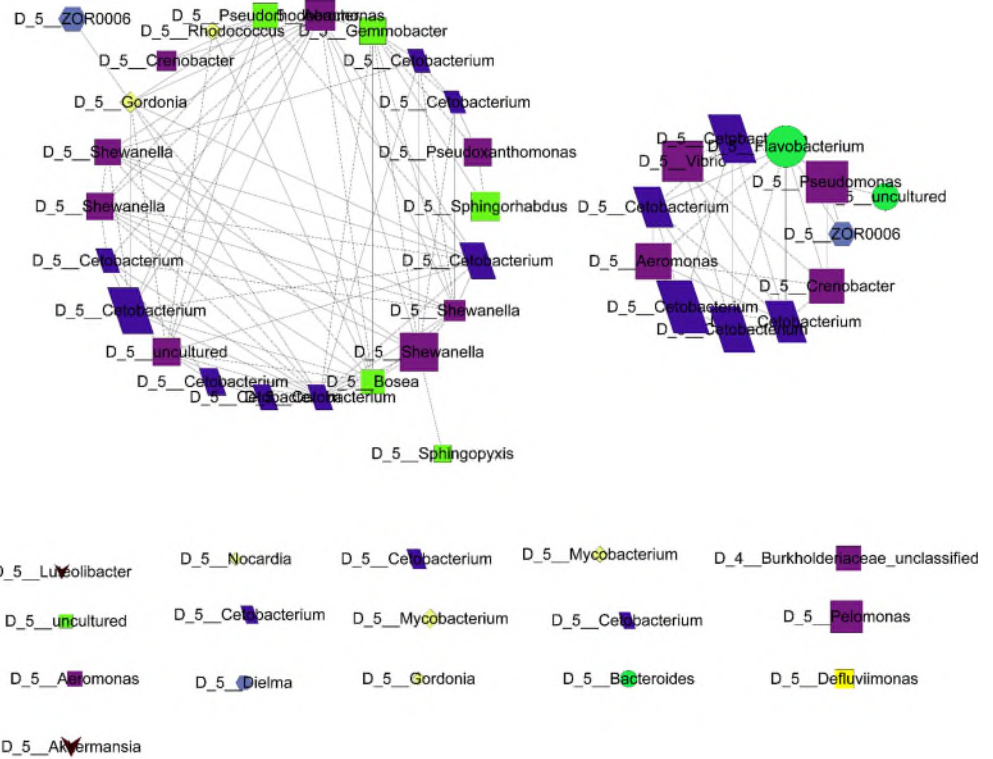 D_5__ZOR0006
D_5__Rhodococcus
D_5__Gemmobacter
D_5__Crenobacter
D_5__Cetobacterium
D_5__Gordonia
D_5__Cetobacterium
D_5__Shewanella
D_5__Pseudoxanthomonas
D_5__Shewanella
D_5__Sphingorhabdus
D_5__Cetobacterium
D_5__Cetobacterium
D_5__Cetobacterium
D_5__Shewanella
D_5__uncultured
D_5__Shewanella
D_5__Cetobacterium
D_5__Bosea
D_5__Cetobacterium
D_5__Sphingopyxis
D_5__Flavobacterium
D_5__Vibrio
D_5__Pseudomonas
5__uncultured
D_5__Cetobacterium
D_5__ZOR0006
D_5__Aeromonas
D_5__Crenobacter
D_5__Cetobacterium
D_5__Cetobacterium
Cetobacterium
D_5__Luteolibacter
D_5__Nocardia
D_5__Cetobacterium
D_5__Mycobacterium
D_4__Burkholderiaceae_unclassified
D_5__uncultured
D_5__Cetobacterium
D_5__Mycobacterium
D_5__Cetobacterium
D_5__Pelomonas
D_5__Aeromonas
D_5__Dielma
D_5__Gordonia
D_5__Bacteroides
D_5__Defluviimonas
D_5__Akkermansia